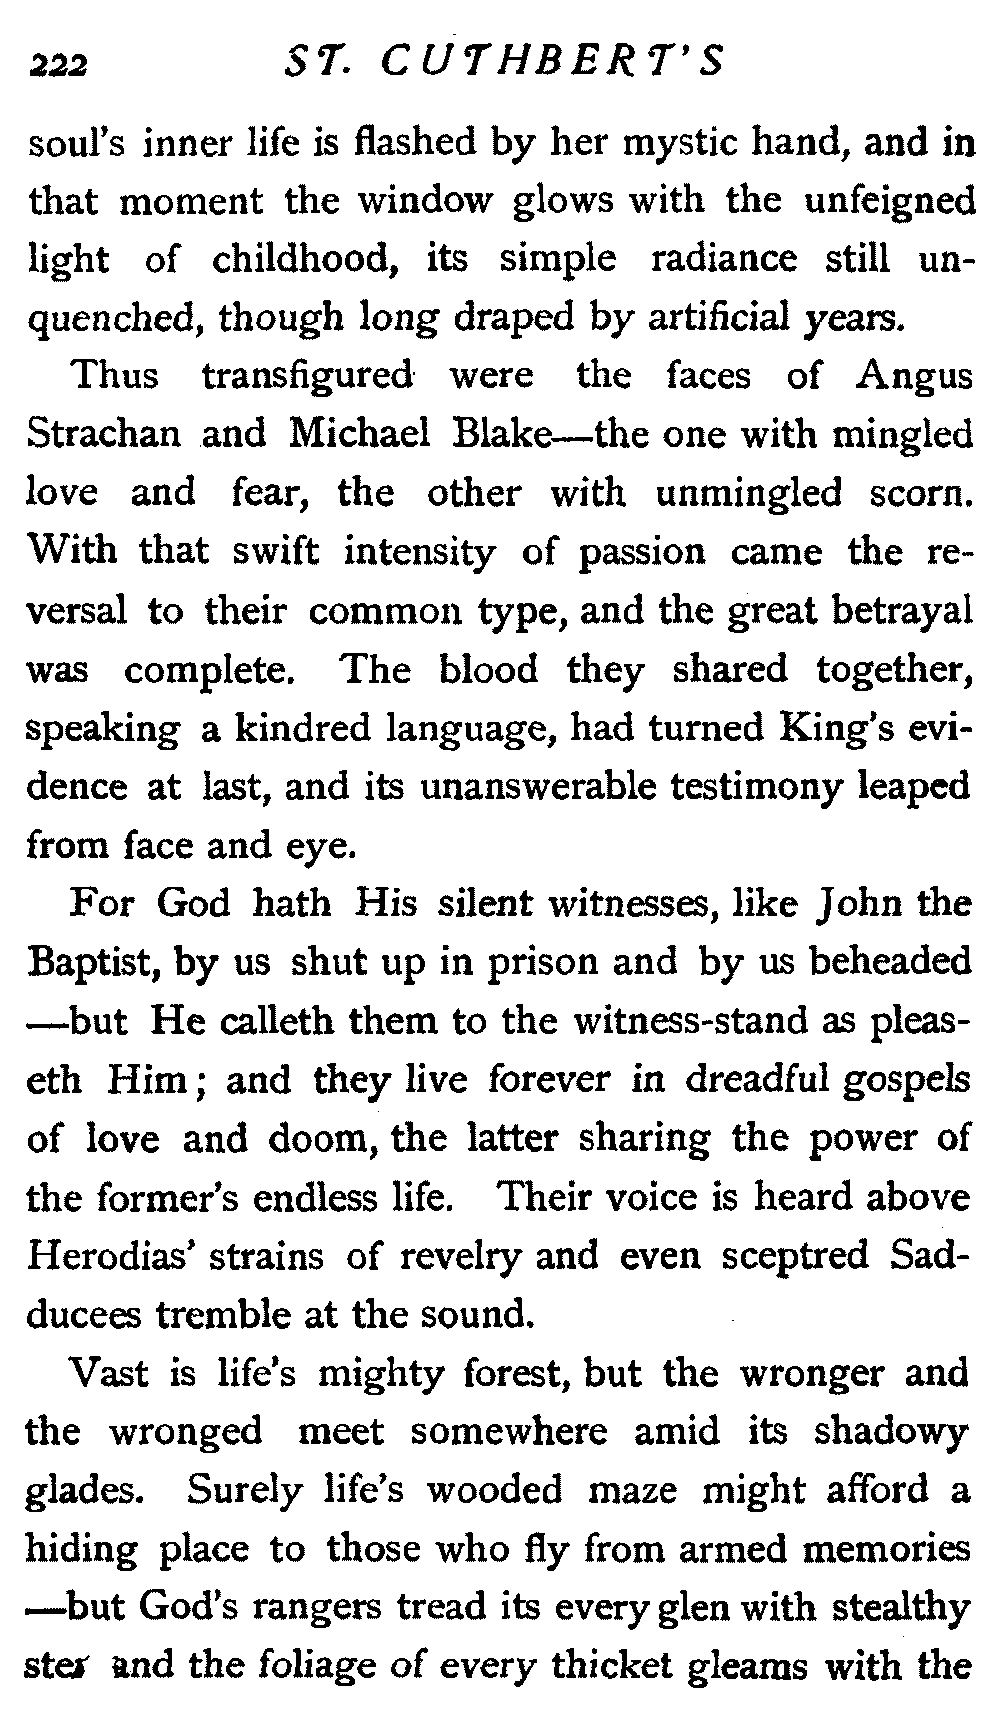 222 ST. CUTHBERT'S
soul's inner life is flashed by her mystic hand, and in
that moment the window glows with the unfeigned
light of childhood, its simple radiance still un-
quenched, though long draped by artificial years.
Thus transfigured were the faces of Angus
Strachan and Michael Blake—the one with mingled
love and fear, the other with unmingled scorn.
With that swift intensity of passion came the re-
versal to their common type, and the great betrayal
was complete. The blood they shared together,
speaking a kindred language, had turned King's evi-
dence at last, and its unanswerable testimony leaped
from face and eye.
For God hath His silent witnesses, like John the
Baptist, by us shut up in prison and by us beheaded
—but He calleth them to the witness-stand as pleas-
eth Him; and they live forever in dreadful gospels
of love and doom, the latter sharing the power of
the former's endless life. Their voice is heard above
Herodias' strains of revelry and even sceptred Sad-
ducees tremble at the sound.
Vast is life's mighty forest, but the wronger and
the wronged meet somewhere amid its shadowy
glades. Surely life's wooded maze might afford a
hiding place to those who fly from armed memories
—but God's rangers tread its every glen with stealthy
and the foliage of every thicket gleams with the